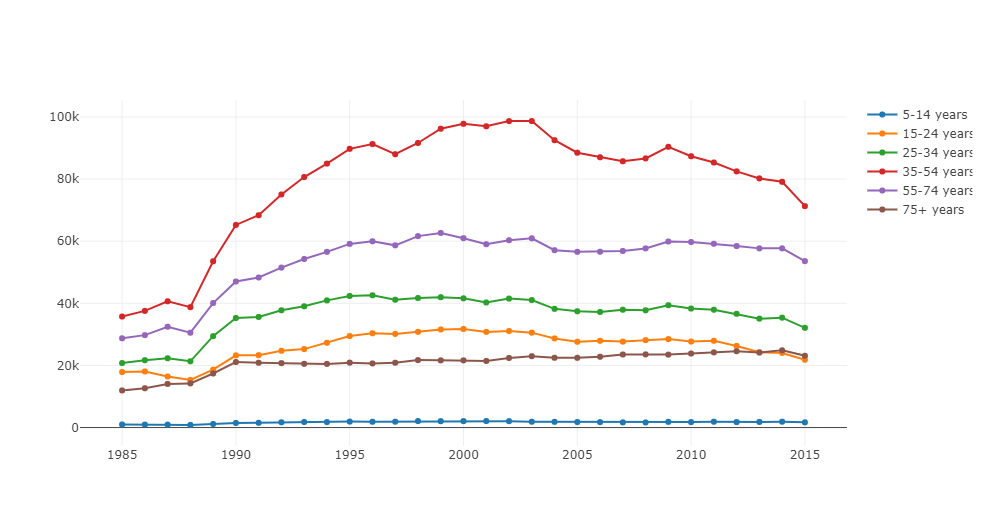 100k
80k
60k
40k
20k
0
1985 1990 1995 2000 2005 2010 2015
5-14 years
15-24 years
25-34 years
35-54 years
55-74 years
75+ years